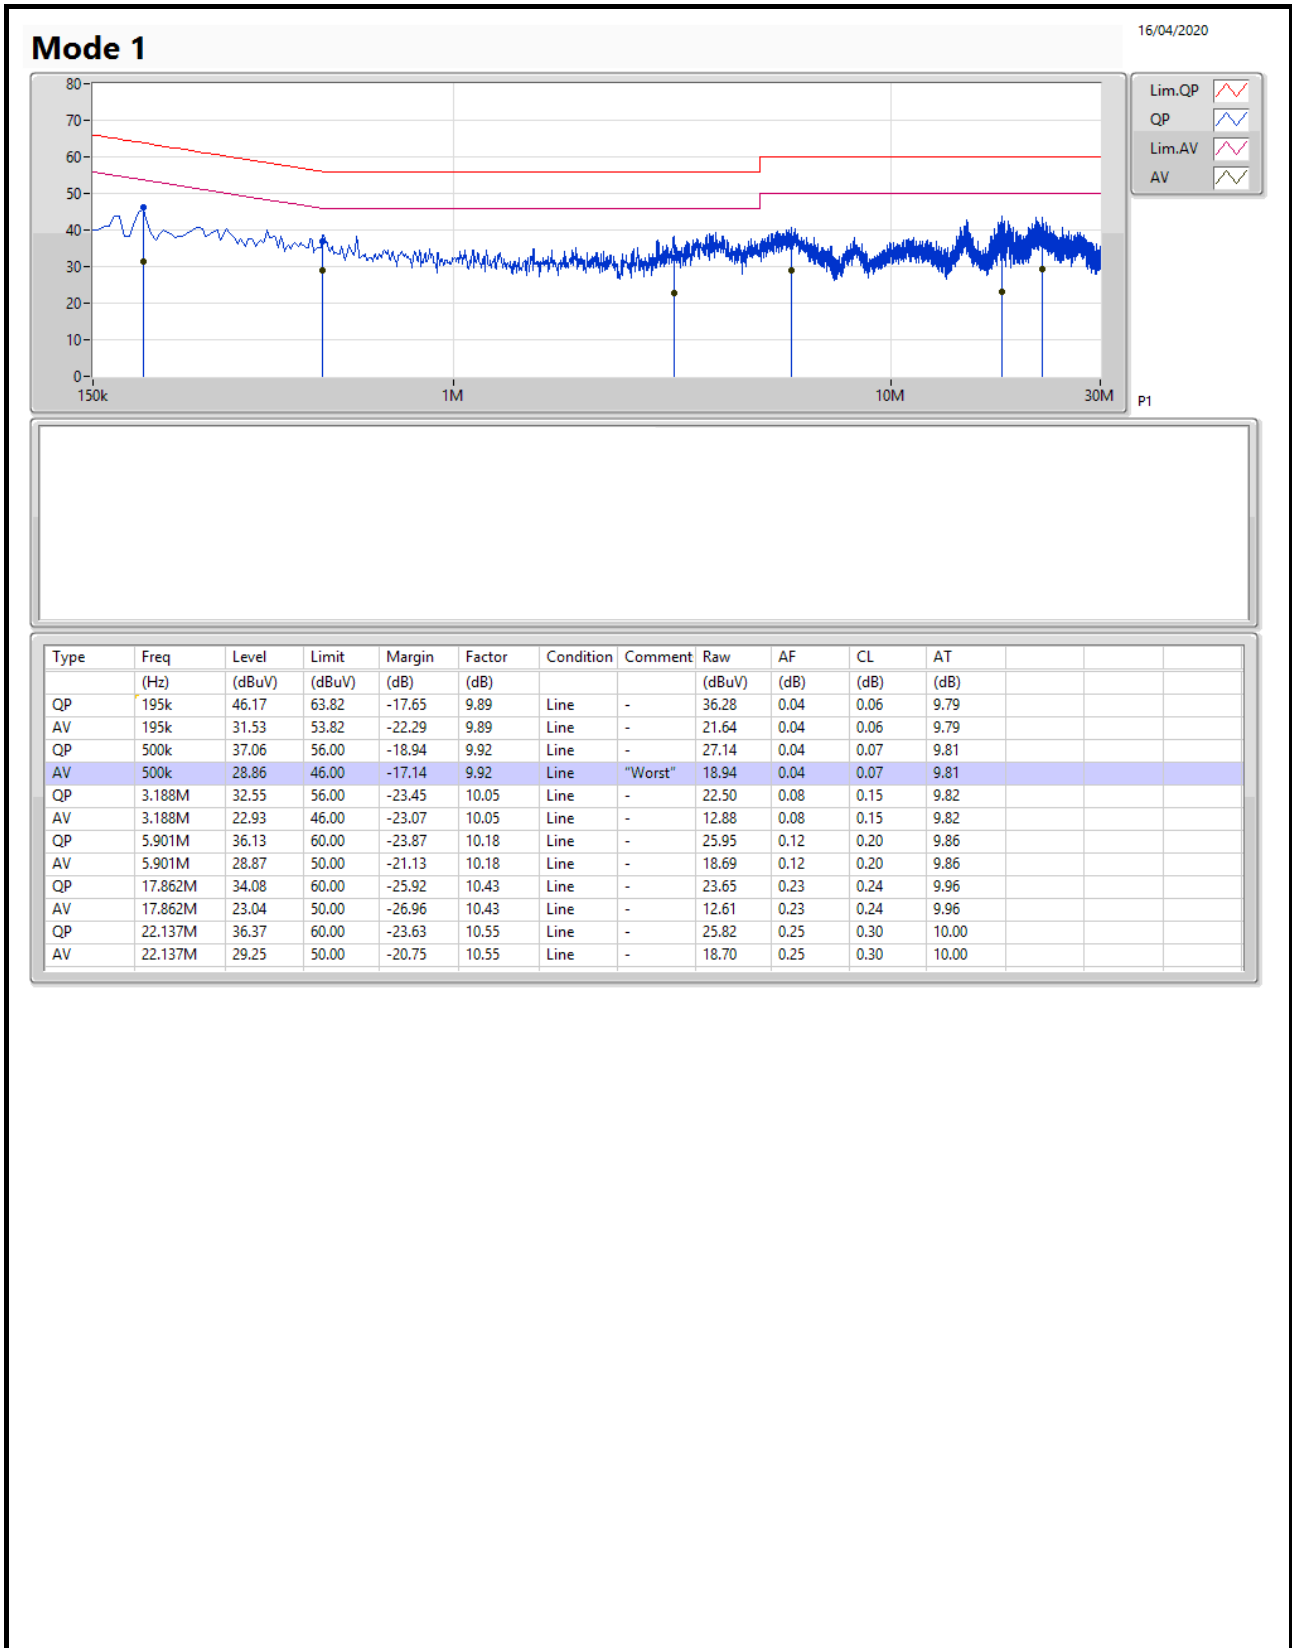 16/04/2020
Mode 1
80
70
60
50
40
30
20
10
0
150k 1M 10M 30M
Lim.QP
QP
Lim.AV
AV
P1
Type Freq Level Limit Margin Factor Condition Comment Raw AF CL AT
(Hz) (dBuV) (dBuV) (dB) (dB) (dBuV) (dB) (dB) (dB)
QP 195k 46.17 63.82 -17.65 9.89 Line - 36.28 0.04 0.06 9.79
AV 195k 31.53 53.82 -22.29 9.89 Line - 21.64 0.04 0.06 9.79
QP 500k 37.06 56.00 -18.94 9.92 Line - 27.14 0.04 0.07 9.81
AV 500k 28.86 46.00 -17.14 9.92 Line "Worst" 18.94 0.04 0.07 9.81
QP 3.188M 32.55 56.00 -23.45 10.05 Line - 22.50 0.08 0.15 9.82
AV 3.188M 22.93 46.00 -23.07 10.05 Line - 12.88 0.08 0.15 9.82
QP 5.901M 36.13 60.00 -23.87 10.18 Line - 25.95 0.12 0.20 9.86
AV 5.901M 28.87 50.00 -21.13 10.18 Line - 18.69 0.12 0.20 9.86
QP 17.862M 34.08 60.00 -25.92 10.43 Line - 23.65 0.23 0.24 9.96
AV 17.862M 23.04 50.00 -26.96 10.43 Line - 12.61 0.23 0.24 9.96
QP 22.137M 36.37 60.00 -23.63 10.55 Line - 25.82 0.25 0.30 10.00
AV 22.137M 29.25 50.00 -20.75 10.55 Line - 18.70 0.25 0.30 10.00